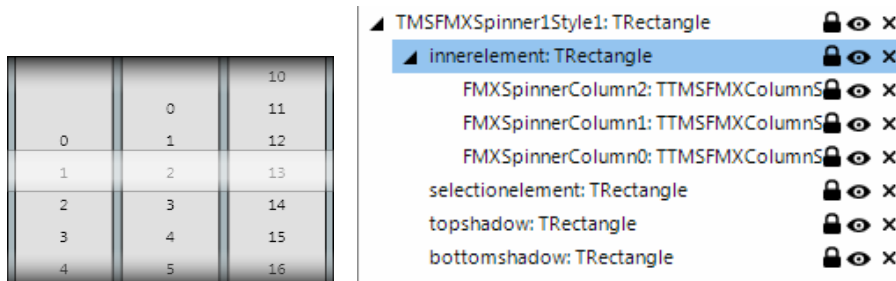 10
0 11
0 1 12
1 2 13
2 3 14
3 4 15
4 5 16
TMSFMXSpinner1Style1: TRectangle
innerelement: TRectangle
FMXSpinnerColumn2: TTMSFMXColumnS
FMXSpinnerColumn1: TTMSFMXColumnS
FMXSpinnerColumn0: TTMSFMXColumnS
selectionelement: TRectangle
topshadow: TRectangle
bottomshadow: TRectangle